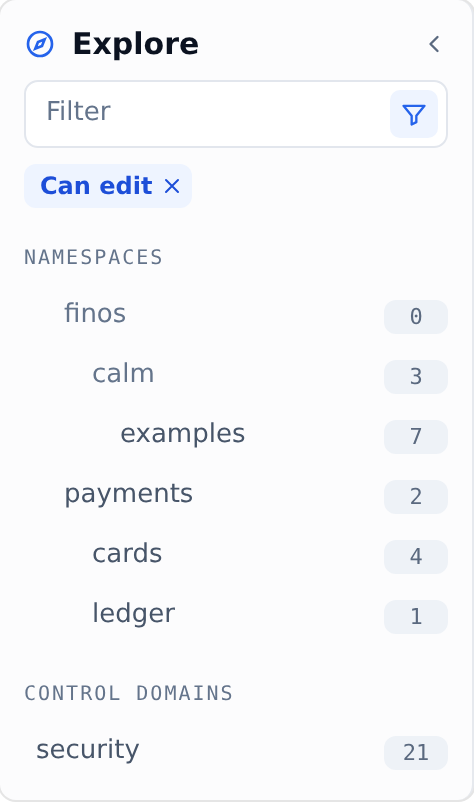 Explore
Filter
Can edit
NAMESPACES
finos 0
calm 3
examples 7
payments 2
cards 4
ledger 1
CONTROL DOMAINS
security 21